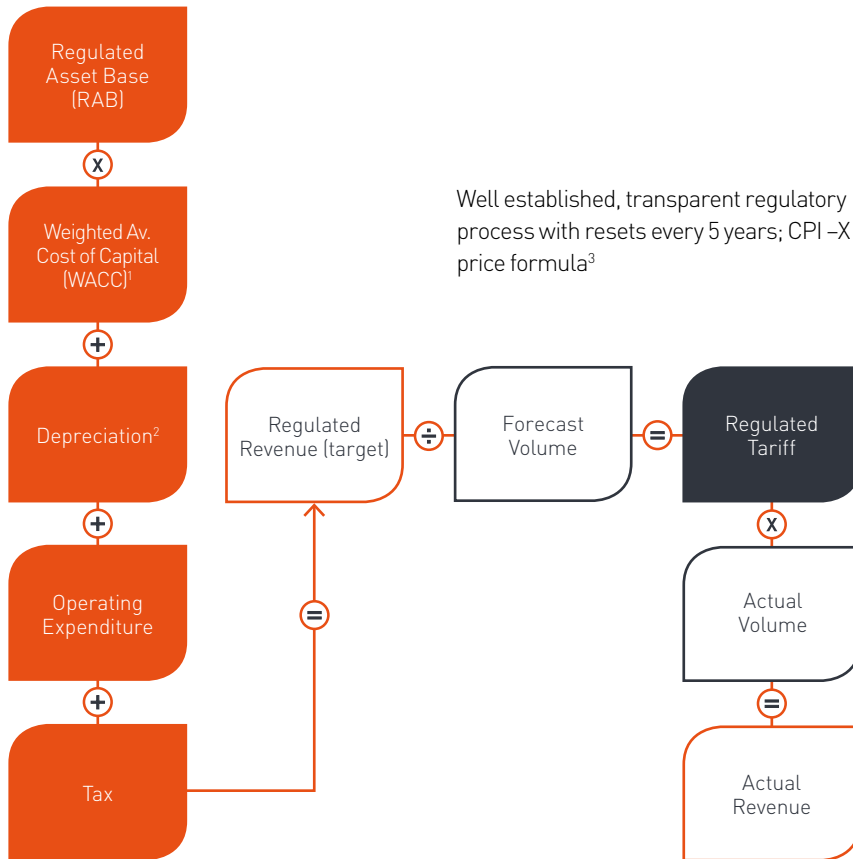 Regulated
Asset Base
(RAB)
x
Weighted Av.
Cost of Capital
(WACC)¹
+
Depreciation²
+
Operating
Expenditure
+
Tax
=
Regulated
Revenue (target)
÷
Forecast
Volume
=
Regulated
Tariff
x
Actual
Volume
=
Actual
Revenue
Well established, transparent regulatory
process with resets every 5 years; CPI –X
price formula³